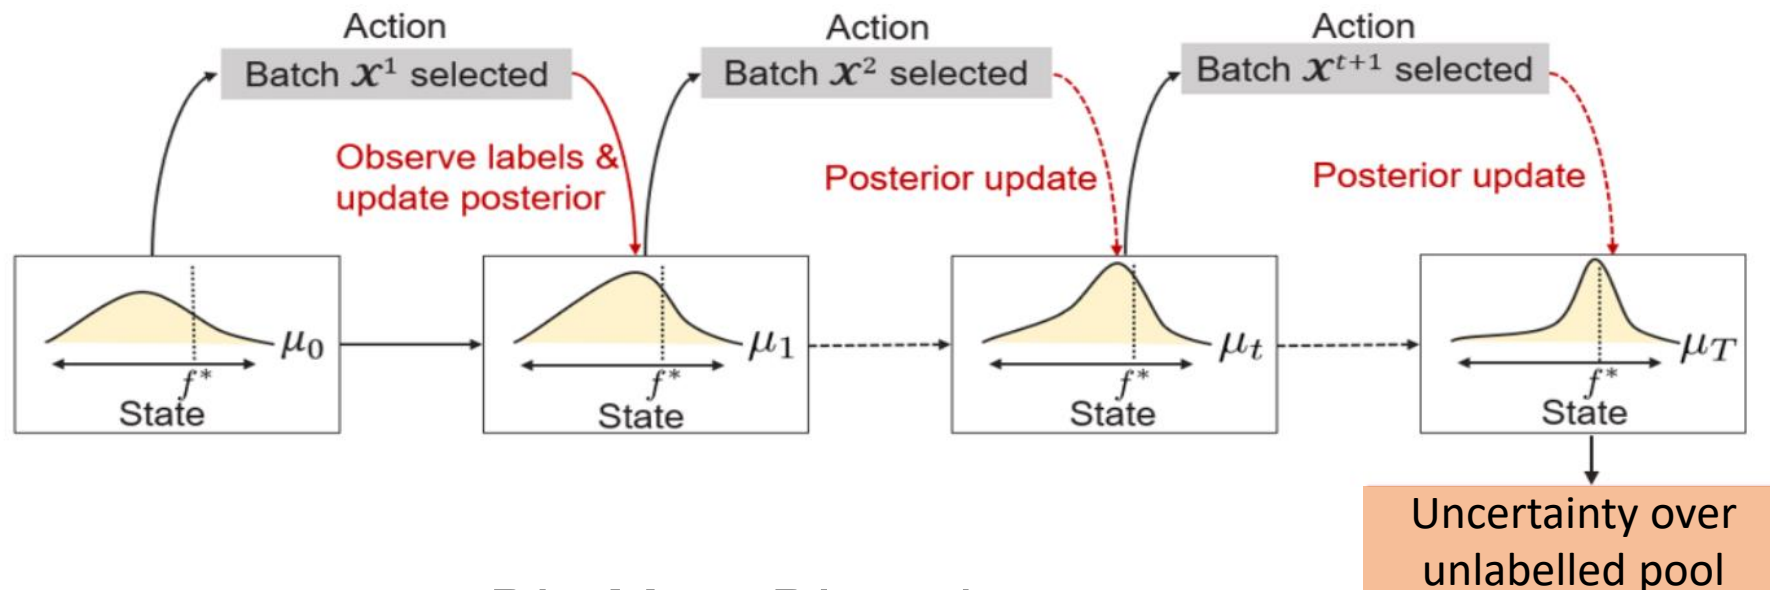 Action
Batch 𝒳¹ selected
Action
Batch 𝒳² selected
Action
Batch 𝒳ᵗ⁺¹ selected
Observe labels &
update posterior
Posterior update
Posterior update
μ₀
f*
State
μ₁
f*
State
μₜ
f*
State
μ_T
f*
State
Uncertainty over
unlabelled pool